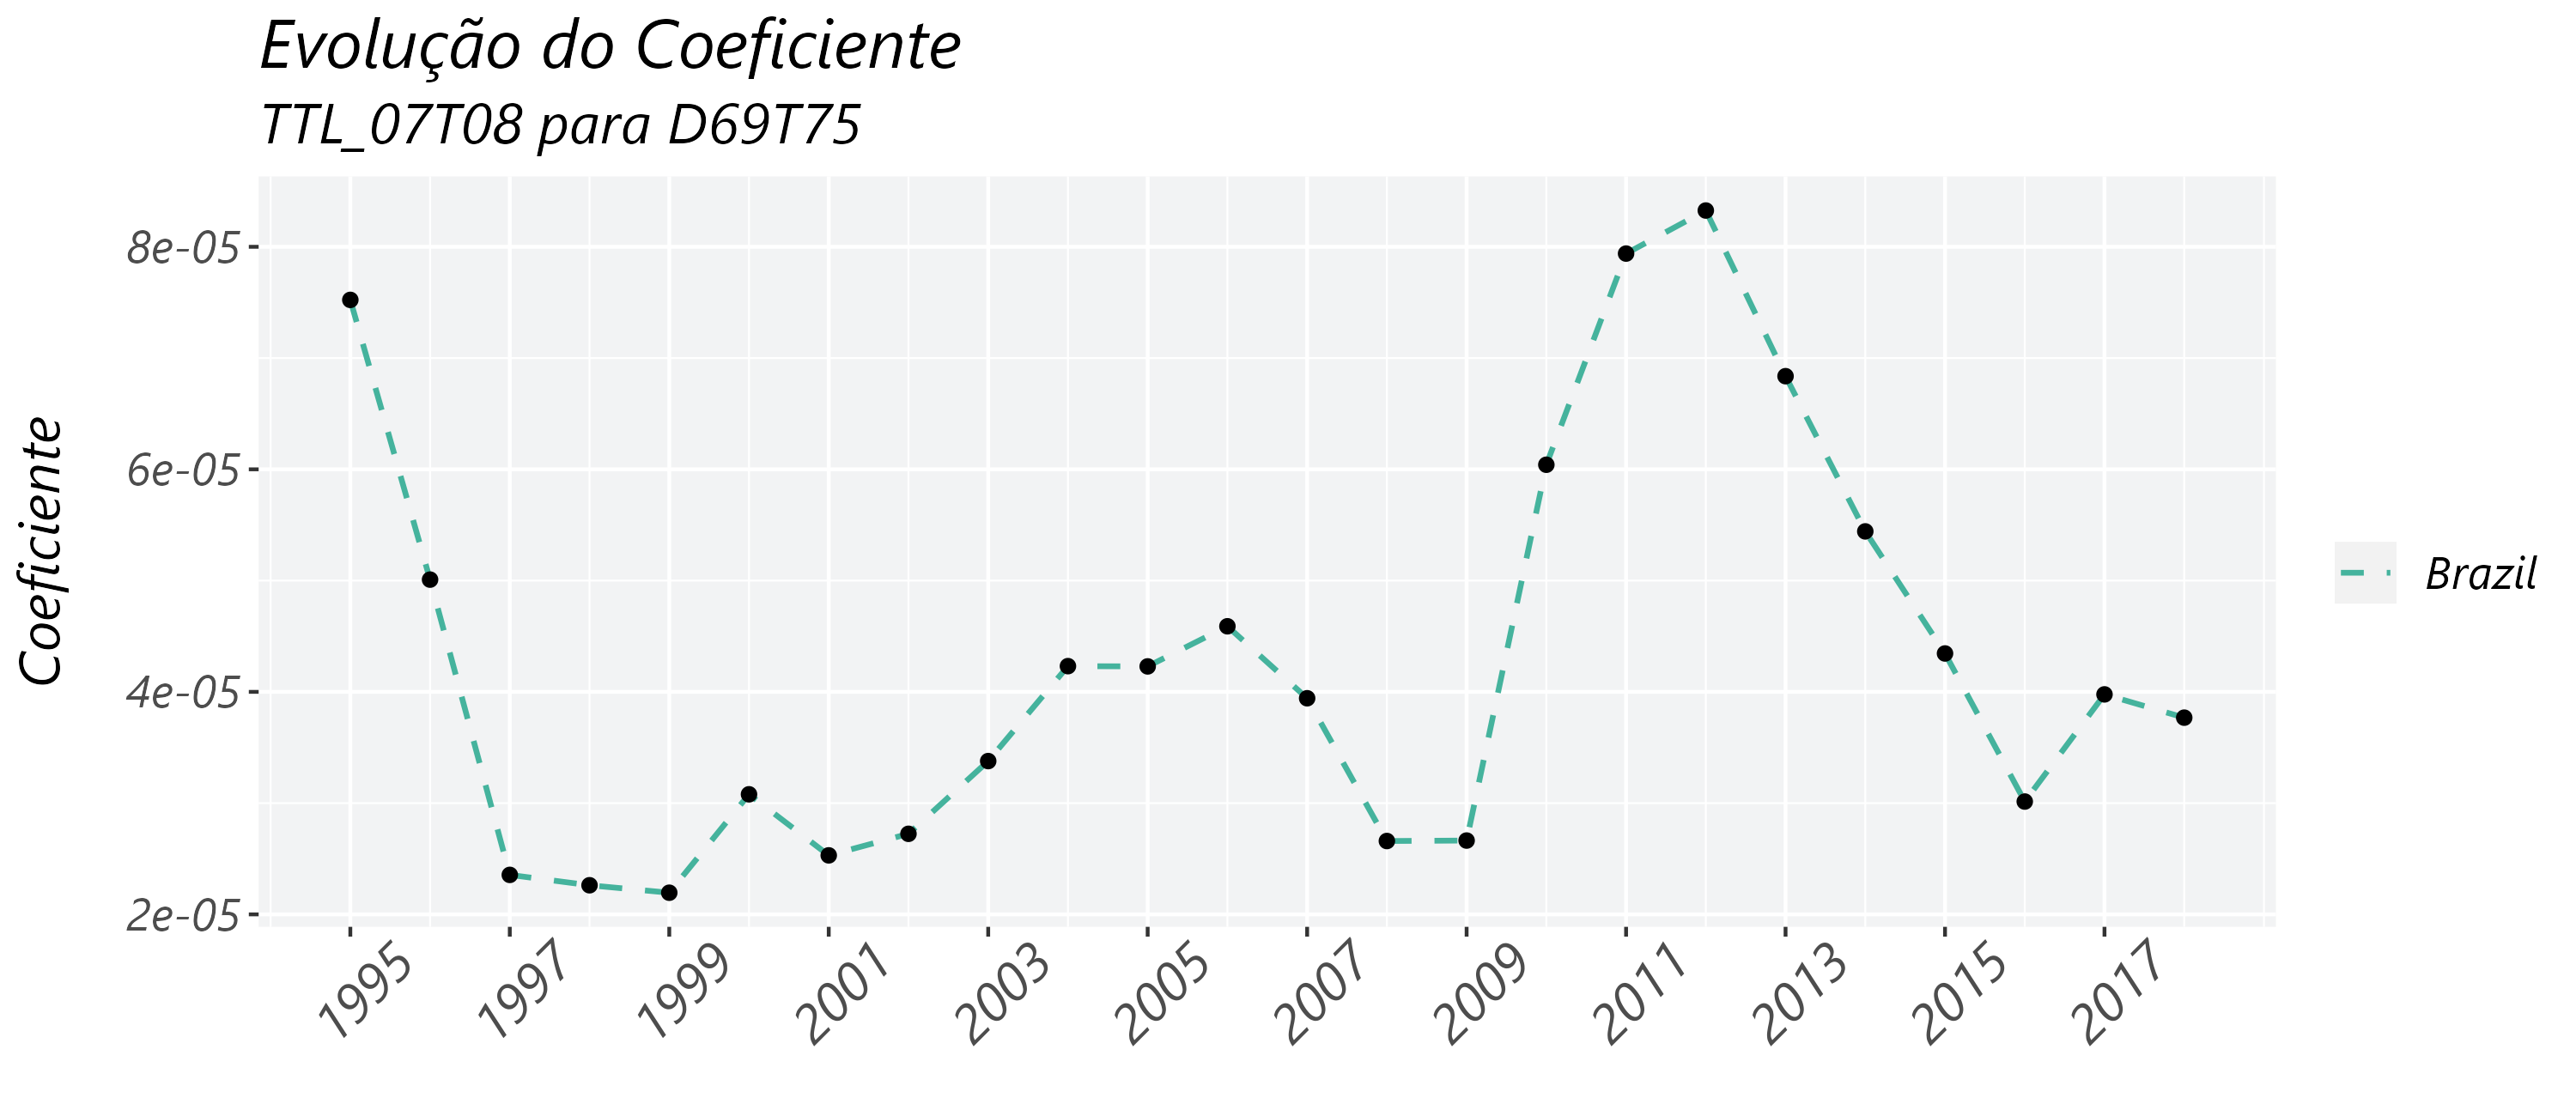 Evolução do Coeficiente
TTL_07T08 para D69T75
Coeficiente
8e-05
6e-05
4e-05
2e-05
1995
1997
1999
2001
2003
2005
2007
2009
2011
2013
2015
2017
Brazil